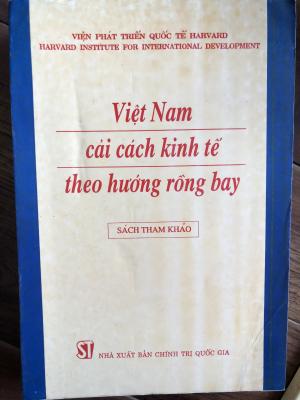 VIỆN PHÁT TRIỂN QUỐC TẾ HARVARD
HARVARD INSTITUTE FOR INTERNATIONAL DEVELOPMENT
Việt Nam
cải cách kinh tế
theo hướng rồng bay
SÁCH THAM KHẢO
ST NHÀ XUẤT BẢN CHÍNH TRỊ QUỐC GIA